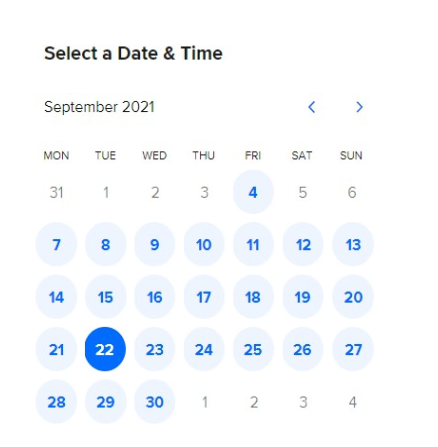 Select a Date & Time
September 2021
MON TUE WED THU FRI SAT SUN
31 1 2 3 4 5 6
7 8 9 10 11 12 13
14 15 16 17 18 19 20
21 22 23 24 25 26 27
28 29 30 1 2 3 4